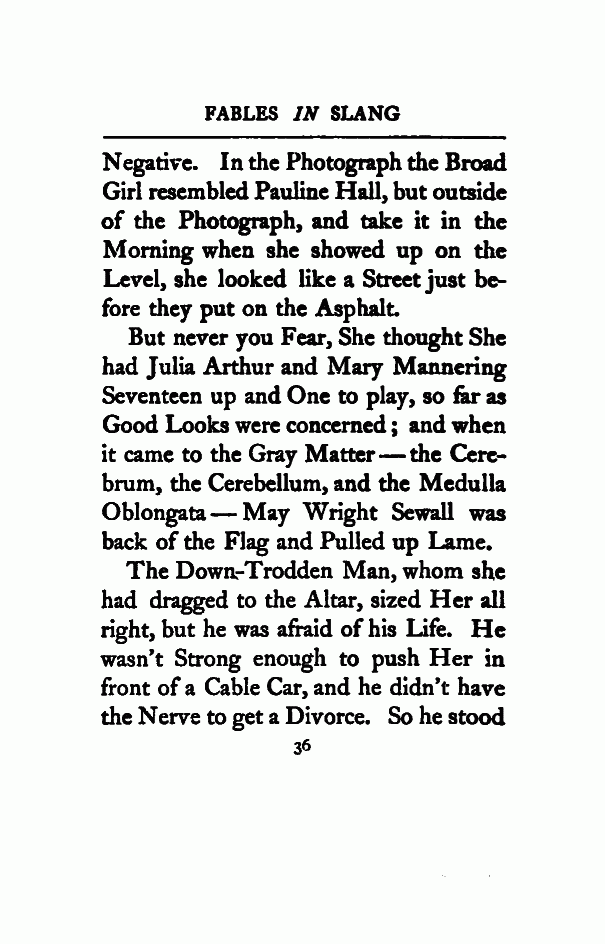 FABLES IN SLANG
Negative. In the Photograph the Broad
Girl resembled Pauline Hall, but outside
of the Photograph, and take it in the
Morning when she showed up on the
Level, she looked like a Street just be-
fore they put on the Asphalt.
But never you Fear, She thought She
had Julia Arthur and Mary Mannering
Seventeen up and One to play, so far as
Good Looks were concerned; and when
it came to the Gray Matter—the Cere-
brum, the Cerebellum, and the Medulla
Oblongata—May Wright Sewall was
back of the Flag and Pulled up Lame.
The Down-Trodden Man, whom she
had dragged to the Altar, sized Her all
right, but he was afraid of his Life. He
wasn't Strong enough to push Her in
front of a Cable Car, and he didn't have
the Nerve to get a Divorce. So he stood
36